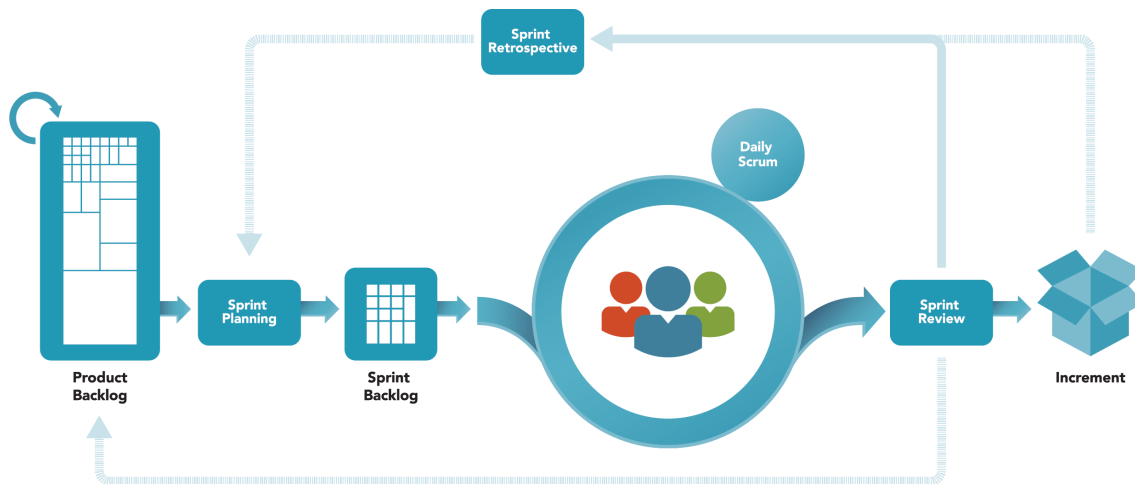 Sprint
Retrospective
Daily
Scrum
Sprint
Planning
Sprint
Review
Product
Backlog
Sprint
Backlog
Increment